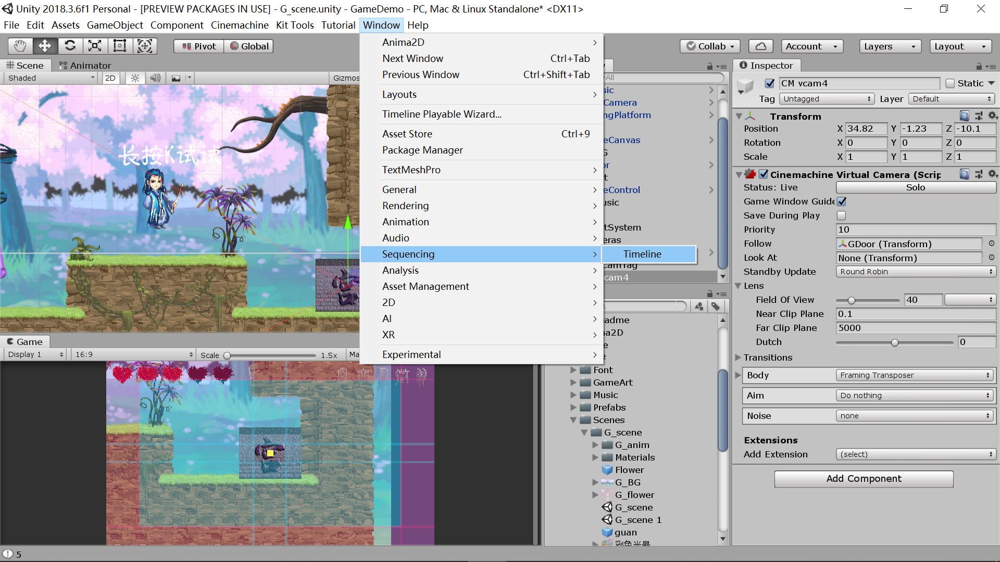 Unity 2018.3.6f1 Personal - [PREVIEW PACKAGES IN USE] - G_scene.unity - GameDemo - PC, Mac & Linux Standalone* <DX11>
File Edit Assets GameObject Component Cinemachine Kit Tools Tutorial Window Help
Pivot Global Collab Account Layers Layout
Scene Animator
Shaded 2D Gizmos
长按K试试
Anima2D
Next Window Ctrl+Tab
Previous Window Ctrl+Shift+Tab
Layouts
Timeline Playable Wizard...
Asset Store Ctrl+9
Package Manager
TextMeshPro
General
Rendering
Animation
Audio
Sequencing
Timeline
Analysis
Asset Management
2D
AI
XR
Experimental
All
sic
Camera
ngPlatform
eCanvas
G
or
t
eControl
usic
tSystem
eras
CamTag
cam4
eadme
na2D
e
t
Font
GameArt
Music
Prefabs
Scenes
G_scene
G_anim
Materials
Flower
G_BG
G_flower
G_scene
G_scene 1
guan
彩色光晕
Inspector
CM vcam4 Static
Tag Untagged Layer Default
Transform
Position X 34.82 Y -1.23 Z -10.1
Rotation X 0 Y 0 Z 0
Scale X 1 Y 1 Z 1
Cinemachine Virtual Camera (Scrip
Status: Live Solo
Game Window Guide
Save During Play
Priority 10
Follow GDoor (Transform)
Look At None (Transform)
Standby Update Round Robin
Lens
Field Of View 40
Near Clip Plane 0.1
Far Clip Plane 5000
Dutch 0
Transitions
Body Framing Transposer
Aim Do nothing
Noise none
Extensions
Add Extension (select)
Add Component
Game
Display 1 16:9 Scale 1.5x Ma
5